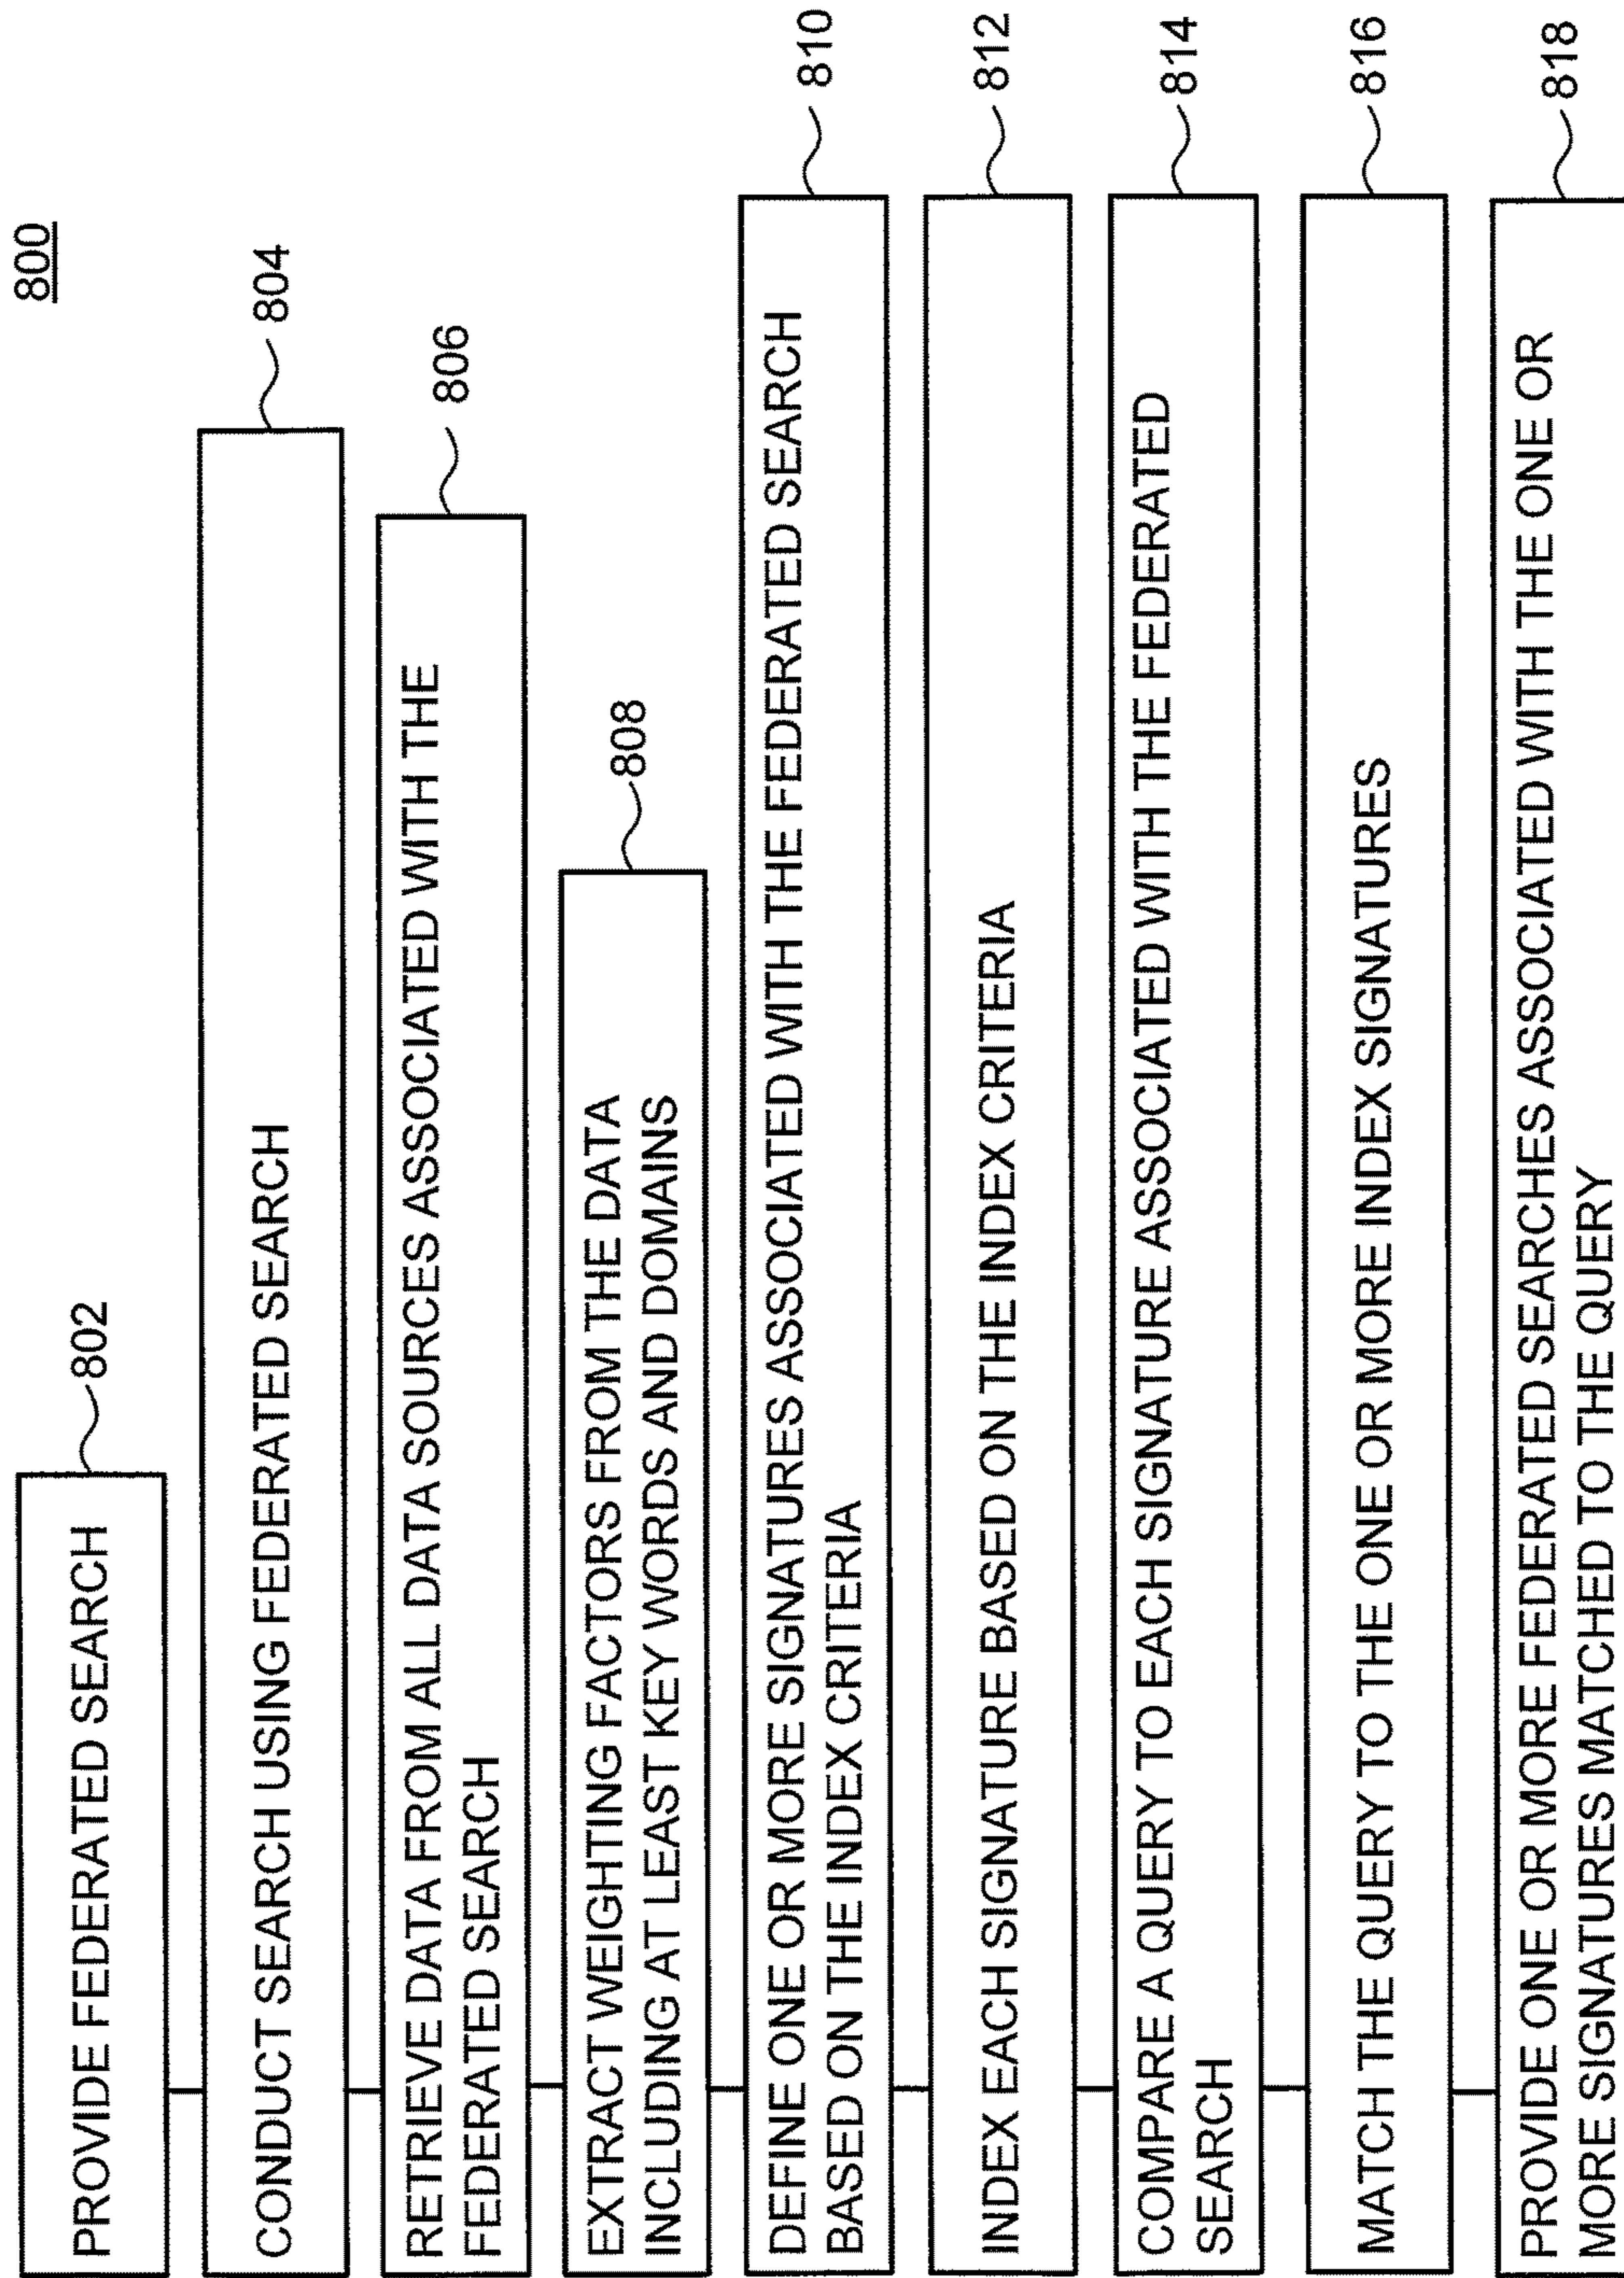 800
PROVIDE FEDERATED SEARCH
802
CONDUCT SEARCH USING FEDERATED SEARCH
804
RETRIEVE DATA FROM ALL DATA SOURCES ASSOCIATED WITH THE
FEDERATED SEARCH
806
EXTRACT WEIGHTING FACTORS FROM THE DATA
INCLUDING AT LEAST KEY WORDS AND DOMAINS
808
DEFINE ONE OR MORE SIGNATURES ASSOCIATED WITH THE FEDERATED SEARCH
BASED ON THE INDEX CRITERIA
810
INDEX EACH SIGNATURE BASED ON THE INDEX CRITERIA
812
COMPARE A QUERY TO EACH SIGNATURE ASSOCIATED WITH THE FEDERATED
SEARCH
814
MATCH THE QUERY TO THE ONE OR MORE INDEX SIGNATURES
816
PROVIDE ONE OR MORE FEDERATED SEARCHES ASSOCIATED WITH THE ONE OR
MORE SIGNATURES MATCHED TO THE QUERY
818